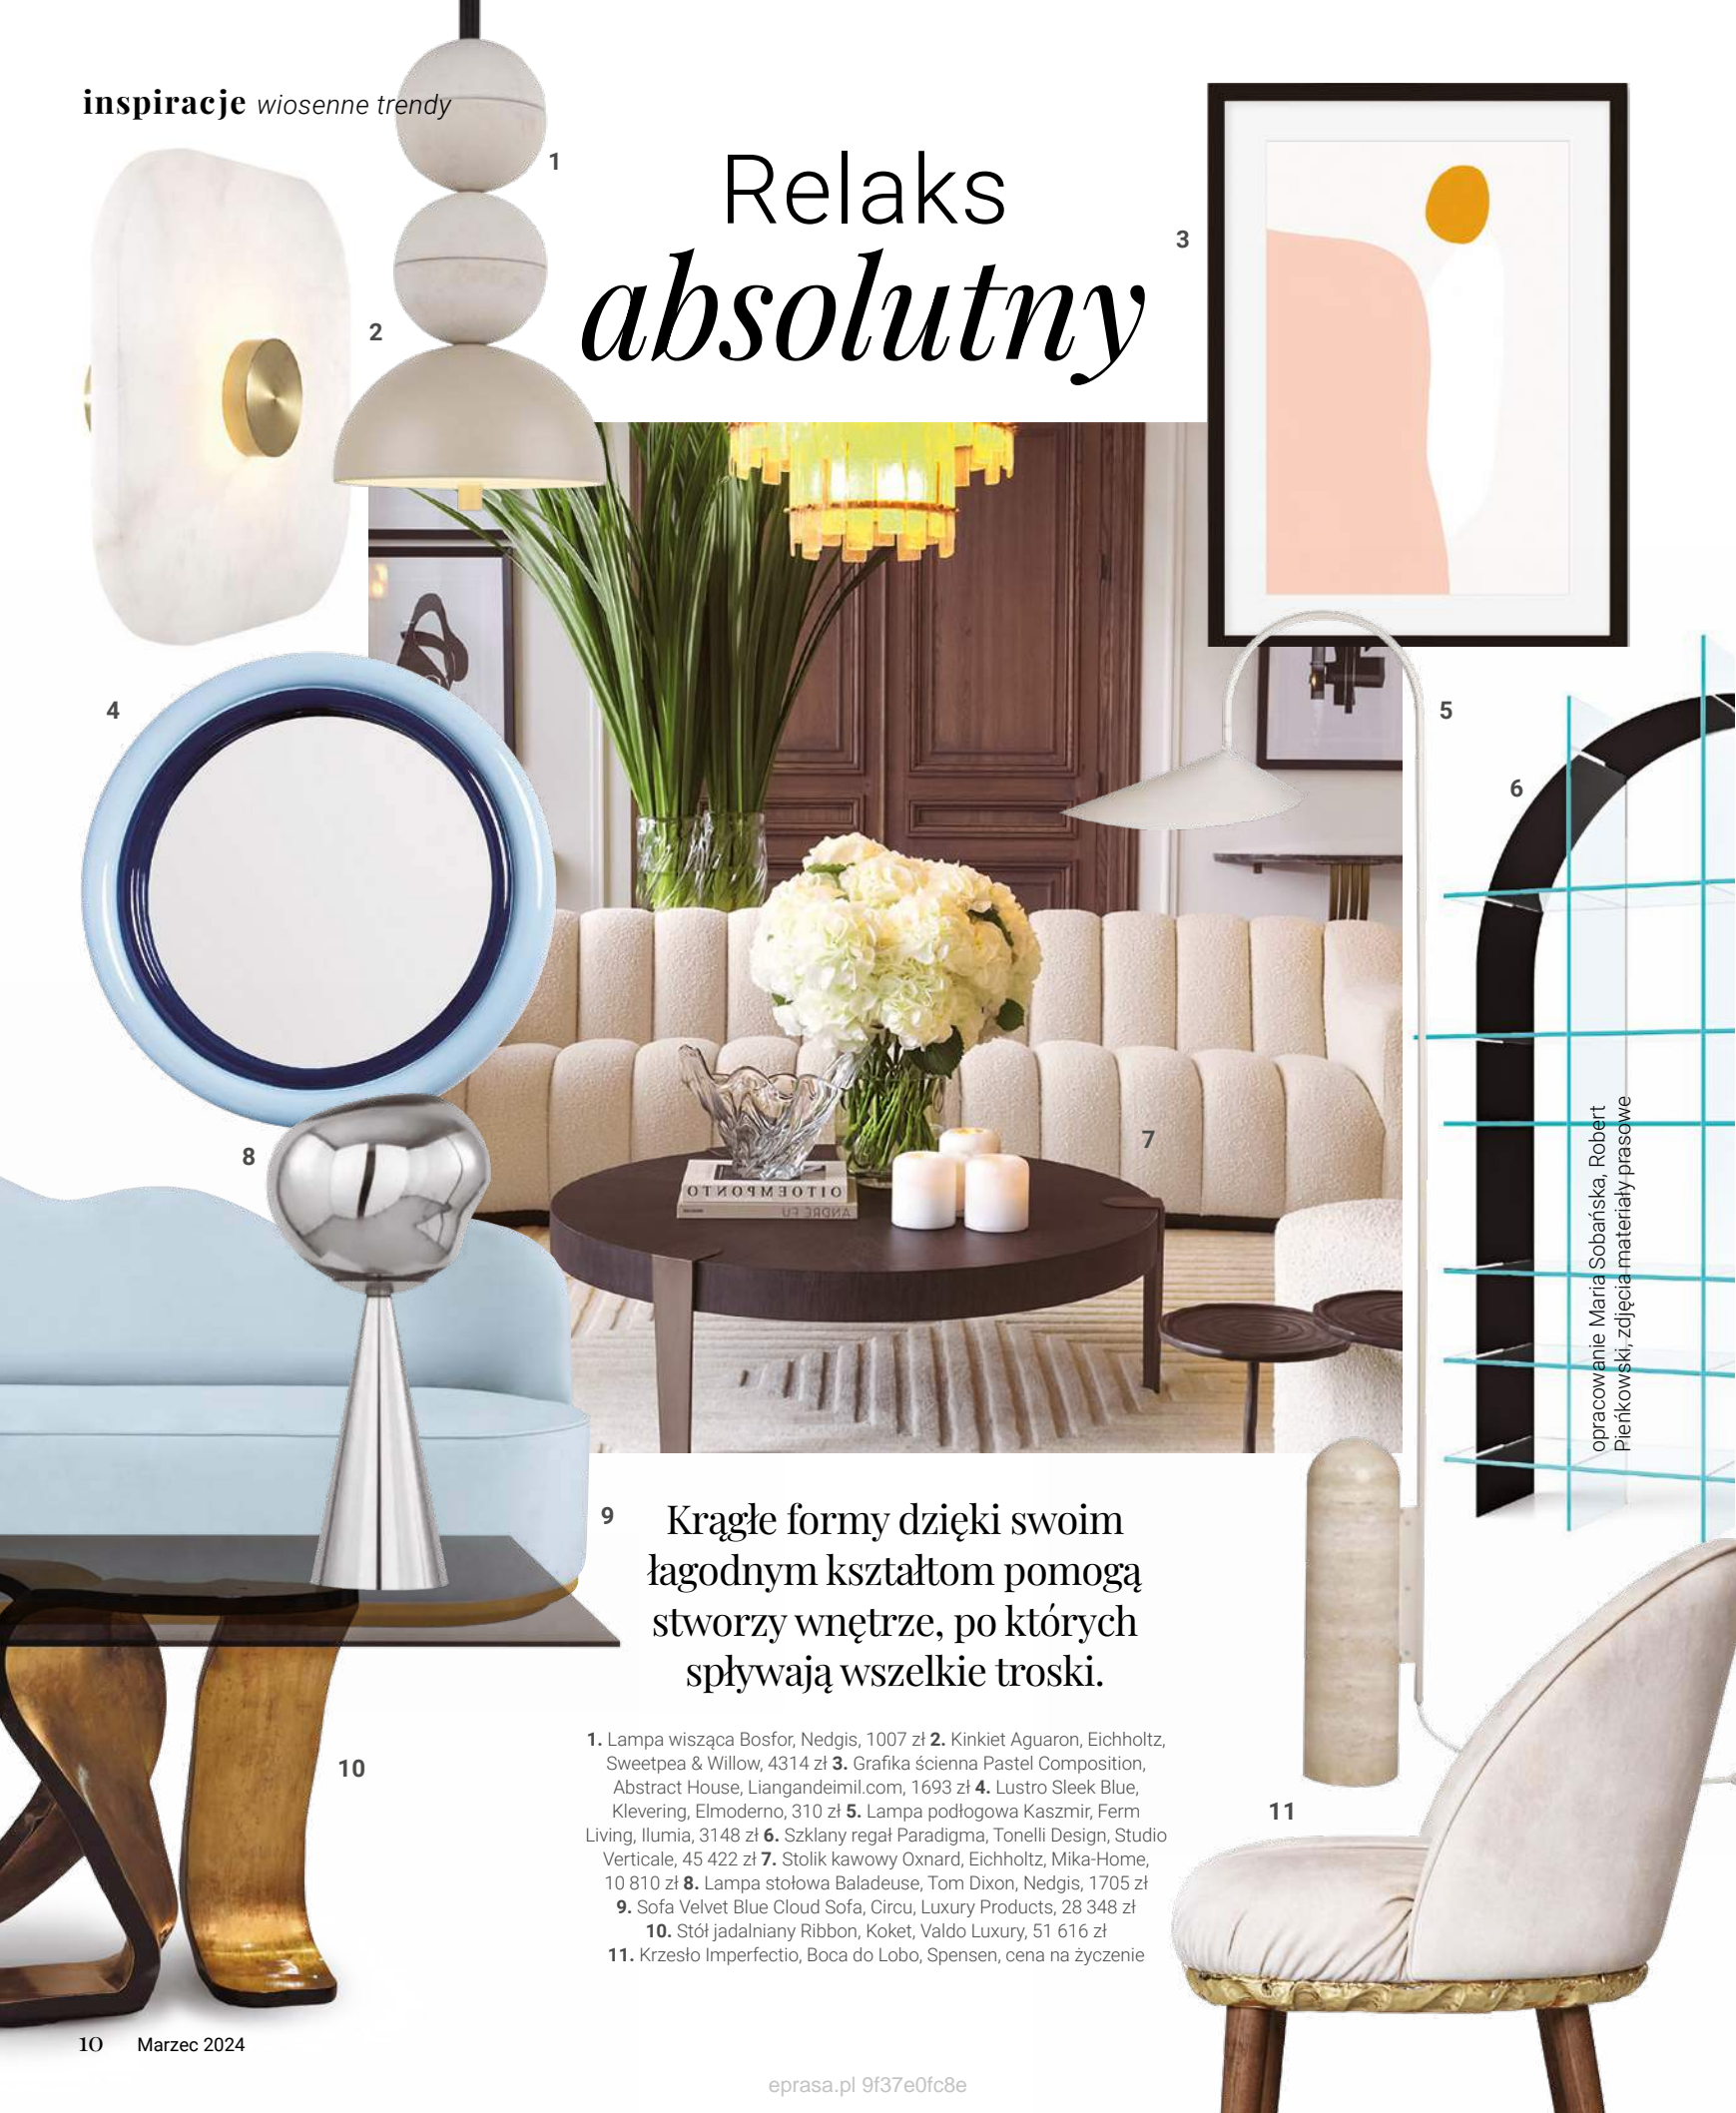 inspiracje wiosenne trendy
Relaks
absolutny
1
2
3
4
5
6
7
8
9
10
11
OITOTEMPONTO
ANDRÉ FU
opracowanie Maria Sobańska, Robert
Pieńkowski, zdjęcia materiały prasowe
Krągłe formy dzięki swoim
łagodnym kształtom pomogą
stworzy wnętrze, po których
spływają wszelkie troski.
1. Lampa wisząca Bosfor, Nedgis, 1007 zł 2. Kinkiet Aguaron, Eichholtz,
Sweetpea & Willow, 4314 zł 3. Grafika ścienna Pastel Composition,
Abstract House, Liangandeimil.com, 1693 zł 4. Lustro Sleek Blue,
Klevering, Elmoderno, 310 zł 5. Lampa podłogowa Kaszmir, Ferm
Living, Ilumia, 3148 zł 6. Szklany regał Paradigma, Tonelli Design, Studio
Verticale, 45 422 zł 7. Stolik kawowy Oxnard, Eichholtz, Mika-Home,
10 810 zł 8. Lampa stołowa Baladeuse, Tom Dixon, Nedgis, 1705 zł
9. Sofa Velvet Blue Cloud Sofa, Circu, Luxury Products, 28 348 zł
10. Stół jadalniany Ribbon, Koket, Valdo Luxury, 51 616 zł
11. Krzesło Imperfectio, Boca do Lobo, Spensen, cena na życzenie
10 Marzec 2024
eprasa.pl 9f37e0fc8e